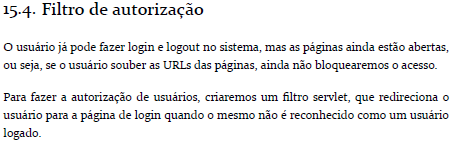 15.4. Filtro de autorização
O usuário já pode fazer login e logout no sistema, mas as páginas ainda estão abertas,
ou seja, se o usuário souber as URLs das páginas, ainda não bloquearemos o acesso.
Para fazer a autorização de usuários, criaremos um filtro servlet, que redireciona o
usuário para a página de login quando o mesmo não é reconhecido como um usuário
logado.